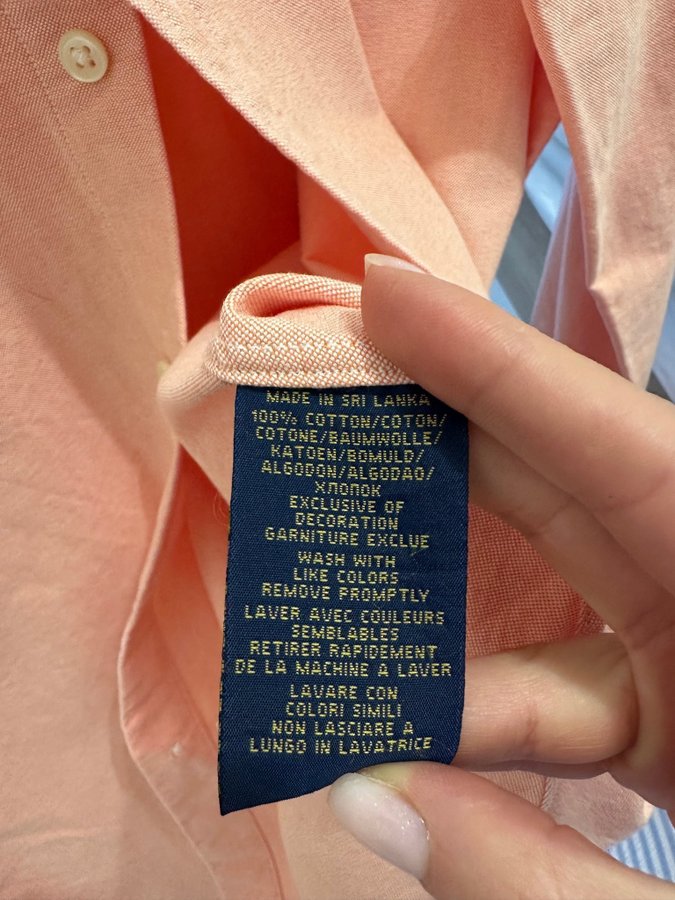 MADE IN SRI LANKA
100% COTTON/COTON/
COTONE/BAUMWOLLE/
KATOEN/BOMULD/
ALGODON/ALGODAO/
ХЛОПОК
EXCLUSIVE OF
DECORATION
GARNITURE EXCLUE
WASH WITH
LIKE COLORS
REMOVE PROMPTLY
LAVER AVEC COULEURS
SEMBLABLES
RETIRER RAPIDEMENT
DE LA MACHINE A LAVER
LAVARE CON
COLORI SIMILI
NON LASCIARE A
LUNGO IN LAVATRICE